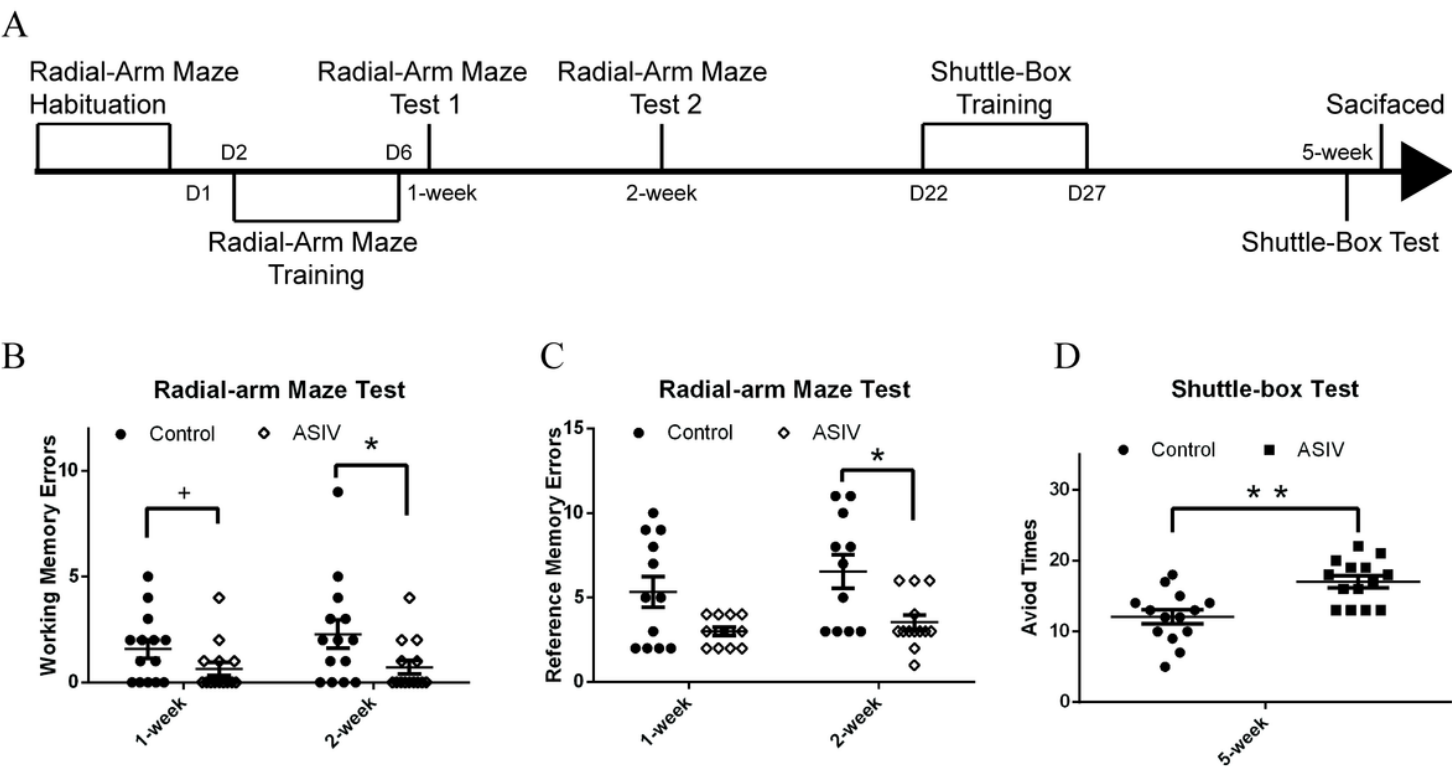 A
Radial-Arm Maze
Habituation
Radial-Arm Maze
Test 1
Radial-Arm Maze
Test 2
Shuttle-Box
Training
Sacifaced
D2
D6
5-week
D1
1-week
2-week
D22
D27
Radial-Arm Maze
Training
Shuttle-Box Test
B
Radial-arm Maze Test
Control
ASIV
Working Memory Errors
10
5
0
+
*
1-week
2-week
C
Radial-arm Maze Test
Control
ASIV
Reference Memory Errors
15
10
5
0
*
1-week
2-week
D
Shuttle-box Test
Control
ASIV
Aviod Times
30
20
10
0
* *
5-week